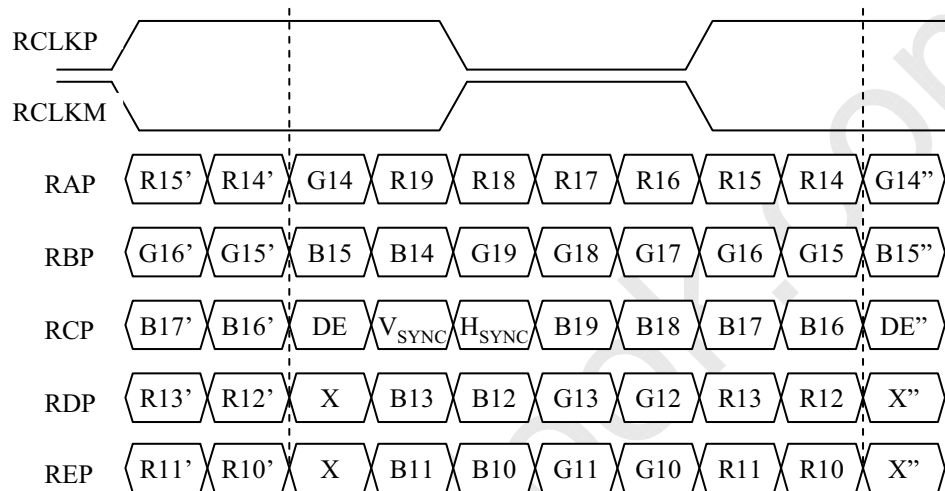 RCLKP
RCLKM
RAP R15’ R14’ G14 R19 R18 R17 R16 R15 R14 G14”
RBP G16’ G15’ B15 B14 G19 G18 G17 G16 G15 B15”
RCP B17’ B16’ DE VSYNC HSYNC B19 B18 B17 B16 DE”
RDP R13’ R12’ X B13 B12 G13 G12 R13 R12 X”
REP R11’ R10’ X B11 B10 G11 G10 R11 R10 X”